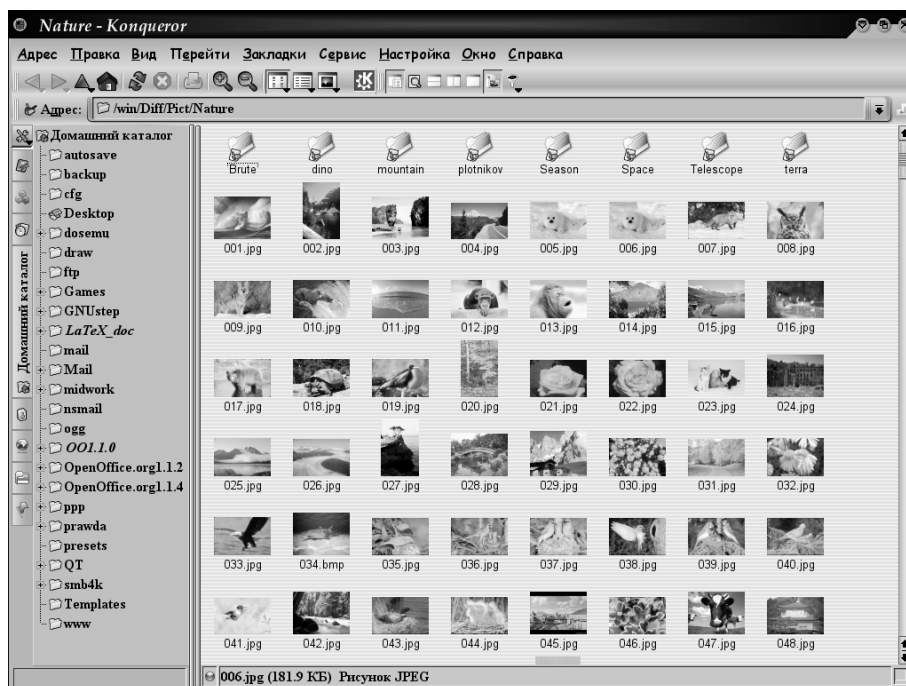 Nature - Konqueror
Адрес Правка Вид Перейти Закладки Сервис Настройка Окно Справка
Адрес: /win/Diff/Pict/Nature
Домашний каталог
Домашний каталог
autosave
backup
cfg
Desktop
dosemu
draw
ftp
Games
GNUstep
LaTeX_doc
mail
Mail
midwork
nsmail
ogg
OO1.1.0
OpenOffice.org1.1.2
OpenOffice.org1.1.4
ppp
prawda
presets
QT
smb4k
Templates
www
'Brute' dino mountain plotnikov Season Space Telescope terra
001.jpg 002.jpg 003.jpg 004.jpg 005.jpg 006.jpg 007.jpg 008.jpg
009.jpg 010.jpg 011.jpg 012.jpg 013.jpg 014.jpg 015.jpg 016.jpg
017.jpg 018.jpg 019.jpg 020.jpg 021.jpg 022.jpg 023.jpg 024.jpg
025.jpg 026.jpg 027.jpg 028.jpg 029.jpg 030.jpg 031.jpg 032.jpg
033.jpg 034.bmp 035.jpg 036.jpg 037.jpg 038.jpg 039.jpg 040.jpg
041.jpg 042.jpg 043.jpg 044.jpg 045.jpg 046.jpg 047.jpg 048.jpg
006.jpg (181.9 КБ) Рисунок JPEG